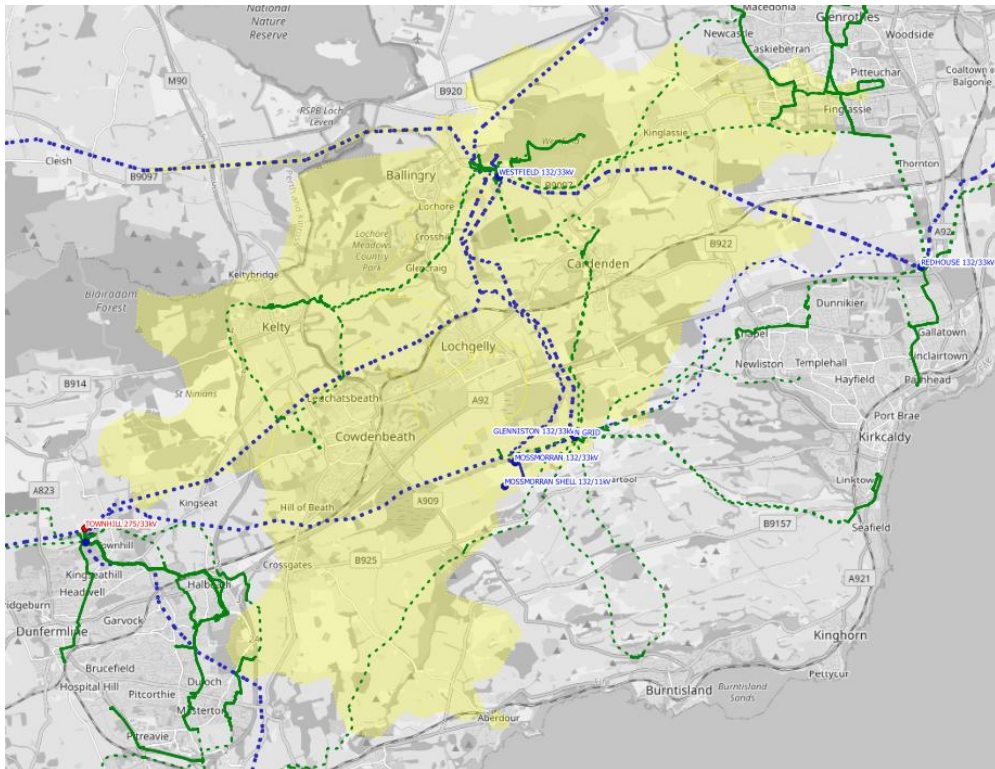 National
Nature
Reserve
Macedonia
Glenrothes
Newcastle
Woodside
Caskieberran
Pitteuchar
Coaltown
Balgonie
M90
B920
RSPB Loch
Leven
Finglassie
Kinglassie
Cleish
B9097
Ballingry
WESTFIELD 132/33kV
B9097
Thornton
Lochore
Lochore
Meadows
Country
Park
Crosshill
A92
B922
Keltybridge
Glencraig
Cardenden
REDHOUSE 132/33kV
Blairadam
Forest
Dunnikier
Kelty
Lochgelly
Chapel
Gallatown
Sinclairtown
Newliston
Templehall
B914
St Ninians
Hayfield
Pathhead
Leuchatsbeath
A92
Port Brae
Cowdenbeath
GLENNISTON 132/33kV
N GRID
Kirkcaldy
MOSSMORRAN 132/33kV
MOSSMORRAN SHELL 132/11kV
Linktown
A823
Kingseat
Hill of Beath
A909
TOWNHILL 275/33kV
B9157
Seafield
Townhill
Crossgates
B925
Kingseathill
Halbeath
A921
Headwell
Garvock
Dunfermline
Kinghorn
Brucefield
Hospital Hill
Pitcorthie
Duloch
Pettycur
Burntisland
Burntisland
Sands
Masterton
Aberdour
Pitreavie